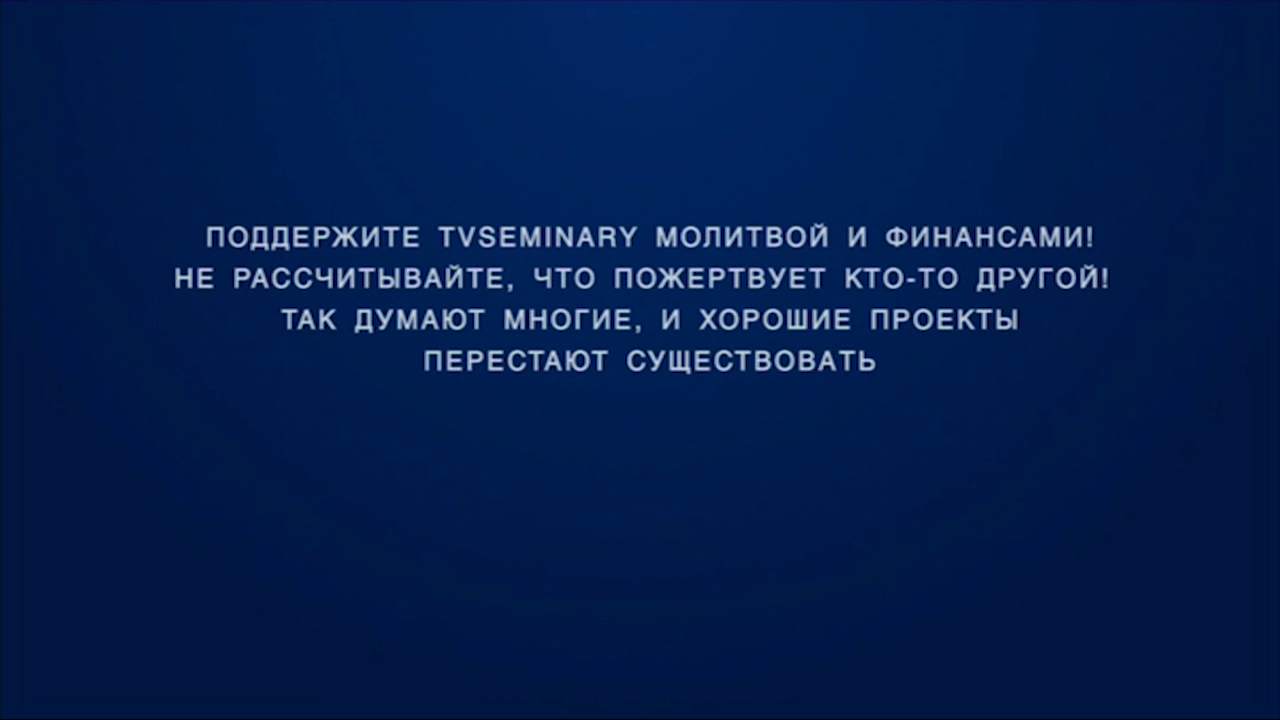 ПОДДЕРЖИТЕ TVSEMINARY МОЛИТВОЙ И ФИНАНСАМИ!
НЕ РАССЧИТЫВАЙТЕ, ЧТО ПОЖЕРТВУЕТ КТО-ТО ДРУГОЙ!
ТАК ДУМАЮТ МНОГИЕ, И ХОРОШИЕ ПРОЕКТЫ
ПЕРЕСТАЮТ СУЩЕСТВОВАТЬ